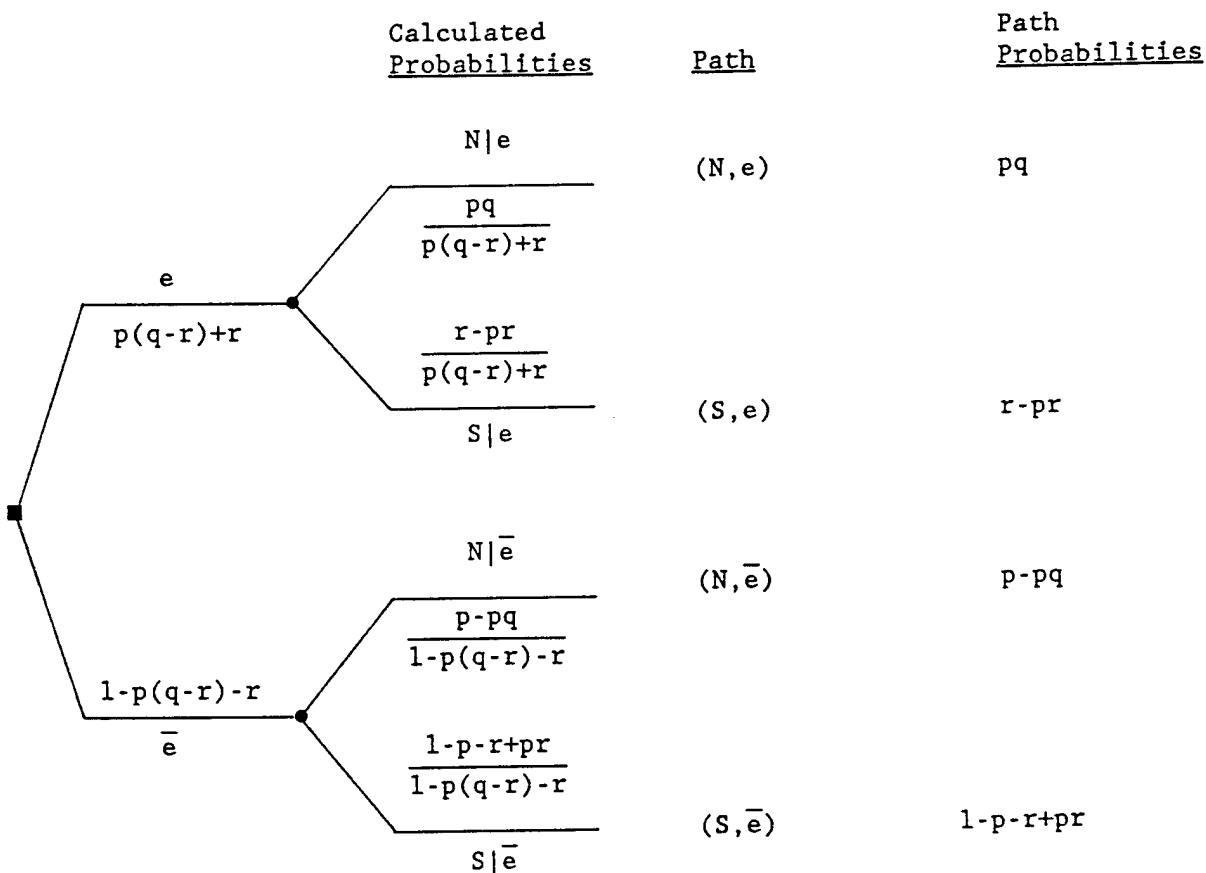 Calculated
Probabilities
Path
Path
Probabilities
N|e
(N,e)
pq
pq
p(q-r)+r
e
p(q-r)+r
r-pr
p(q-r)+r
(S,e)
r-pr
S|e
N|e̅
(N,e̅)
p-pq
p-pq
1-p(q-r)-r
1-p(q-r)-r
e̅
1-p-r+pr
1-p(q-r)-r
(S,e̅)
1-p-r+pr
S|e̅